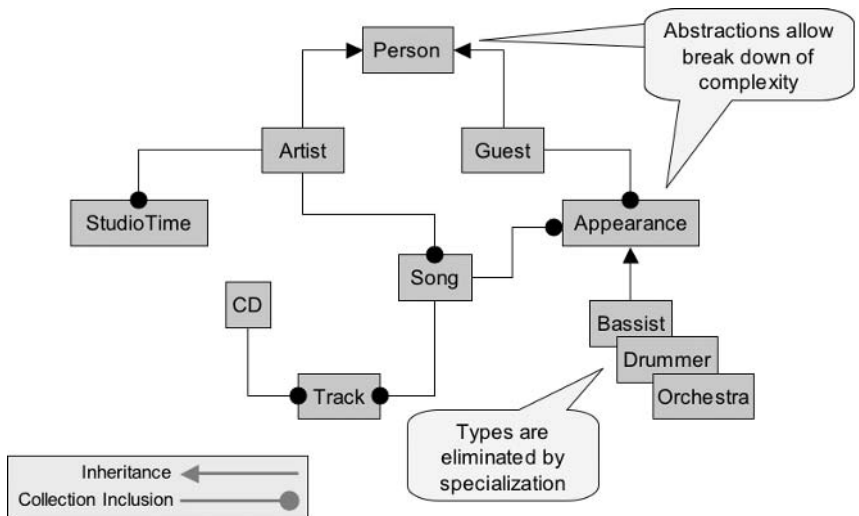 Person
Abstractions allow
break down of
complexity
Artist
Guest
StudioTime
Appearance
Song
CD
Bassist
Drummer
Orchestra
Track
Types are
eliminated by
specialization
Inheritance
Collection Inclusion